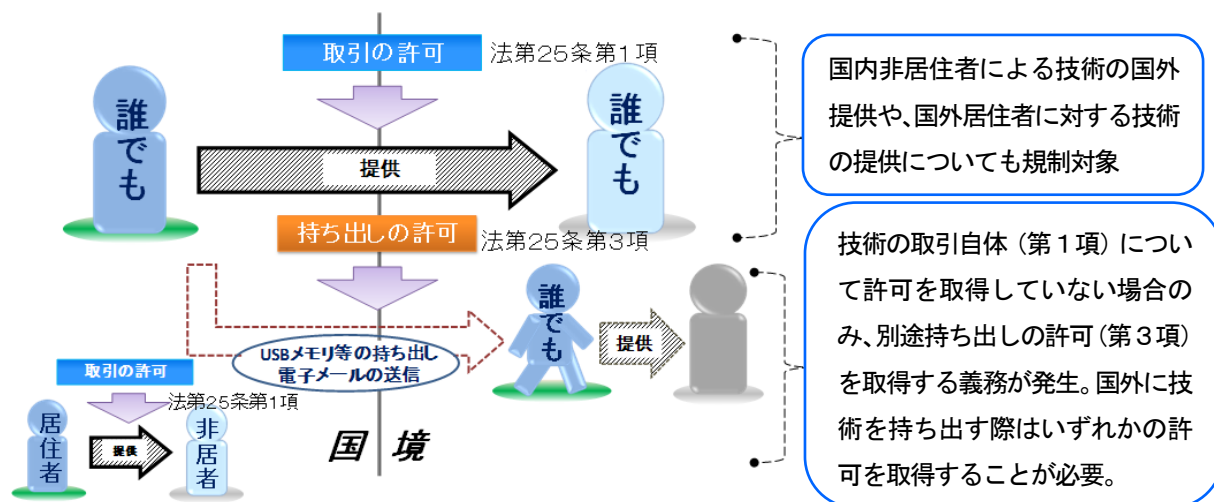 取引の許可
法第25条第1項
誰でも
提供
誰でも
国内非居住者による技術の国外
提供や、国外居住者に対する技術
の提供についても規制対象
持ち出しの許可
法第25条第3項
誰でも
提供
USBメモリ等の持ち出し
電子メールの送信
技術の取引自体（第１項）につい
て許可を取得していない場合の
み、別途持ち出しの許可（第３項）
を取得する義務が発生。国外に技
術を持ち出す際はいずれかの許
可を取得することが必要。
取引の許可
法第25条第1項
居住者
提供
非居者
国境